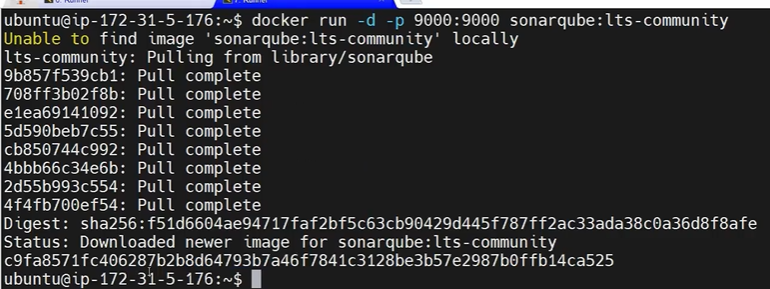 ubuntu@ip-172-31-5-176:~$ docker run -d -p 9000:9000 sonarqube:lts-community
Unable to find image 'sonarqube:lts-community' locally
lts-community: Pulling from library/sonarqube
9b857f539cb1: Pull complete
708ff3b02f8b: Pull complete
e1ea69141092: Pull complete
5d590beb7c55: Pull complete
cb850744c992: Pull complete
4bbb66c34e6b: Pull complete
2d55b993c554: Pull complete
4f4fb700ef54: Pull complete
Digest: sha256:f51d6604ae94717faf2bf5c63cb90429d445f787ff2ac33ada38c0a36d8f8afe
Status: Downloaded newer image for sonarqube:lts-community
c9fa8571fc406287b2b8d64793b7a46f7841c3128be3b57e2987b0ffb14ca525
ubuntu@ip-172-31-5-176:~$